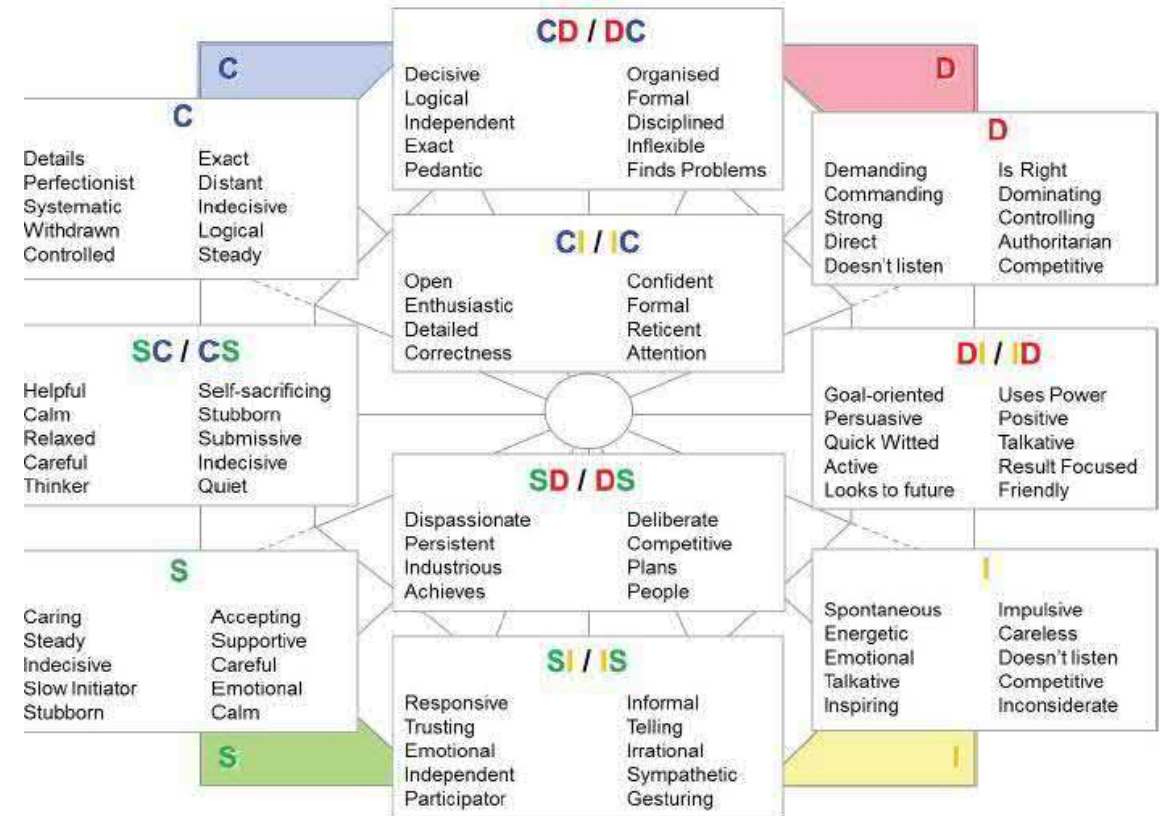 C
D
CD / DC
Decisive Organised
Logical Formal
Independent Disciplined
Exact Inflexible
Pedantic Finds Problems
C
Details Exact
Perfectionist Distant
Systematic Indecisive
Withdrawn Logical
Controlled Steady
D
Demanding Is Right
Commanding Dominating
Strong Controlling
Direct Authoritarian
Doesn't listen Competitive
CI / IC
Open Confident
Enthusiastic Formal
Detailed Reticent
Correctness Attention
SC / CS
Helpful Self-sacrificing
Calm Stubborn
Relaxed Submissive
Careful Indecisive
Thinker Quiet
DI / ID
Goal-oriented Uses Power
Persuasive Positive
Quick Witted Talkative
Active Result Focused
Looks to future Friendly
SD / DS
Dispassionate Deliberate
Persistent Competitive
Industrious Plans
Achieves People
S
Caring Accepting
Steady Supportive
Indecisive Careful
Slow Initiator Emotional
Stubborn Calm
I
Spontaneous Impulsive
Energetic Careless
Emotional Doesn't listen
Talkative Competitive
Inspiring Inconsiderate
SI / IS
Responsive Informal
Trusting Telling
Emotional Irrational
Independent Sympathetic
Participator Gesturing
S
I